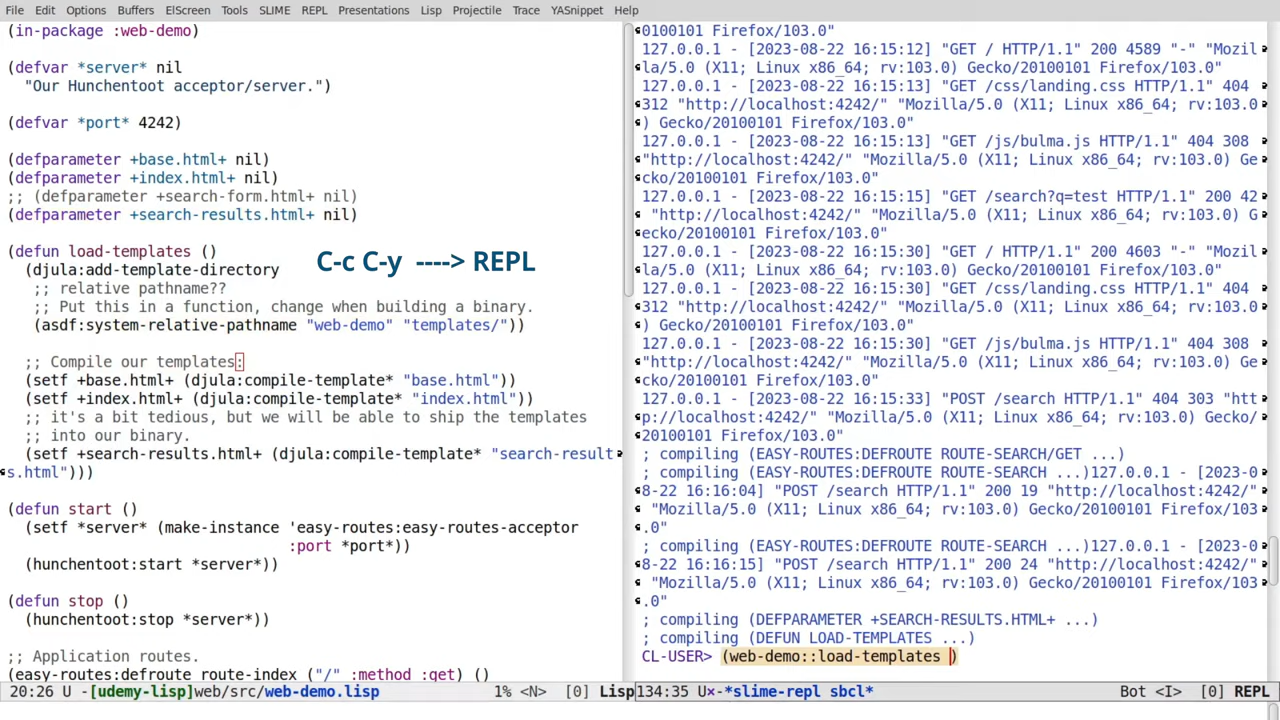 File Edit Options Buffers ElScreen Tools SLIME REPL Presentations Lisp Projectile Trace YASnippet Help
(in-package :web-demo)
(defvar *server* nil
"Our Hunchentoot acceptor/server.")
(defvar *port* 4242)
(defparameter +base.html+ nil)
(defparameter +index.html+ nil)
;; (defparameter +search-form.html+ nil)
(defparameter +search-results.html+ nil)
(defun load-templates ()
(djula:add-template-directory
;; relative pathname??
;; Put this in a function, change when building a binary.
(asdf:system-relative-pathname "web-demo" "templates/"))
;; Compile our templates:
(setf +base.html+ (djula:compile-template* "base.html"))
(setf +index.html+ (djula:compile-template* "index.html"))
;; it's a bit tedious, but we will be able to ship the templates
;; into our binary.
(setf +search-results.html+ (djula:compile-template* "search-result
s.html")))
(defun start ()
(setf *server* (make-instance 'easy-routes:easy-routes-acceptor
:port *port*))
(hunchentoot:start *server*))
(defun stop ()
(hunchentoot:stop *server*))
;; Application routes.
(easy-routes:defroute route-index ("/" :method :get) ()
20:26 U -[udemy-lisp]web/src/web-demo.lisp 1% <N> [0] Lisp
C-c C-y ----> REPL
0100101 Firefox/103.0"
127.0.0.1 - [2023-08-22 16:15:12] "GET / HTTP/1.1" 200 4589 "-" "Mozil
la/5.0 (X11; Linux x86_64; rv:103.0) Gecko/20100101 Firefox/103.0"
127.0.0.1 - [2023-08-22 16:15:13] "GET /css/landing.css HTTP/1.1" 404
312 "http://localhost:4242/" "Mozilla/5.0 (X11; Linux x86_64; rv:103.0
) Gecko/20100101 Firefox/103.0"
127.0.0.1 - [2023-08-22 16:15:13] "GET /js/bulma.js HTTP/1.1" 404 308
"http://localhost:4242/" "Mozilla/5.0 (X11; Linux x86_64; rv:103.0) Ge
cko/20100101 Firefox/103.0"
127.0.0.1 - [2023-08-22 16:15:15] "GET /search?q=test HTTP/1.1" 200 42
"http://localhost:4242/" "Mozilla/5.0 (X11; Linux x86_64; rv:103.0) G
ecko/20100101 Firefox/103.0"
127.0.0.1 - [2023-08-22 16:15:30] "GET / HTTP/1.1" 200 4603 "-" "Mozil
la/5.0 (X11; Linux x86_64; rv:103.0) Gecko/20100101 Firefox/103.0"
127.0.0.1 - [2023-08-22 16:15:30] "GET /css/landing.css HTTP/1.1" 404
312 "http://localhost:4242/" "Mozilla/5.0 (X11; Linux x86_64; rv:103.0
) Gecko/20100101 Firefox/103.0"
127.0.0.1 - [2023-08-22 16:15:30] "GET /js/bulma.js HTTP/1.1" 404 308
"http://localhost:4242/" "Mozilla/5.0 (X11; Linux x86_64; rv:103.0) Ge
cko/20100101 Firefox/103.0"
127.0.0.1 - [2023-08-22 16:15:33] "POST /search HTTP/1.1" 404 303 "htt
p://localhost:4242/" "Mozilla/5.0 (X11; Linux x86_64; rv:103.0) Gecko/
20100101 Firefox/103.0"
; compiling (EASY-ROUTES:DEFROUTE ROUTE-SEARCH/GET ...)
; compiling (EASY-ROUTES:DEFROUTE ROUTE-SEARCH ...)127.0.0.1 - [2023-0
8-22 16:16:04] "POST /search HTTP/1.1" 200 19 "http://localhost:4242/"
"Mozilla/5.0 (X11; Linux x86_64; rv:103.0) Gecko/20100101 Firefox/103
.0"
; compiling (EASY-ROUTES:DEFROUTE ROUTE-SEARCH ...)127.0.0.1 - [2023-0
8-22 16:16:15] "POST /search HTTP/1.1" 200 24 "http://localhost:4242/"
"Mozilla/5.0 (X11; Linux x86_64; rv:103.0) Gecko/20100101 Firefox/103
.0"
; compiling (DEFPARAMETER +SEARCH-RESULTS.HTML+ ...)
; compiling (DEFUN LOAD-TEMPLATES ...)
CL-USER> (web-demo::load-templates )
134:35 U×-*slime-repl sbcl* Bot <I> [0] REPL